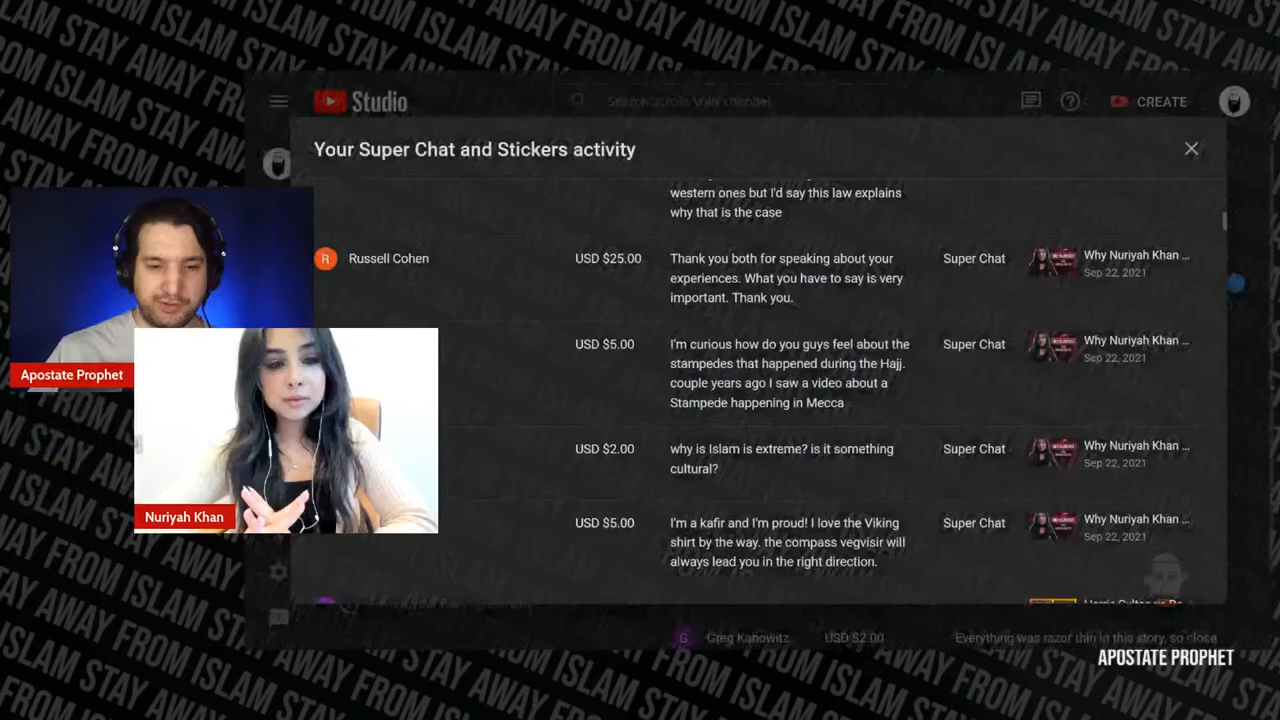 STAY AWAY FROM ISLAM
Studio
Search across your channel
CREATE
Your Super Chat and Stickers activity
western ones but I'd say this law explains
why that is the case
R
Russell Cohen
USD $25.00
Thank you both for speaking about your
experiences. What you have to say is very
important. Thank you.
Super Chat
Why Nuriyah Khan ...
Sep 22, 2021
USD $5.00
I'm curious how do you guys feel about the
stampedes that happened during the Hajj.
couple years ago I saw a video about a
Stampede happening in Mecca
Super Chat
Why Nuriyah Khan ...
Sep 22, 2021
USD $2.00
why is Islam is extreme? is it something
cultural?
Super Chat
Why Nuriyah Khan ...
Sep 22, 2021
USD $5.00
I'm a kafir and I'm proud! I love the Viking
shirt by the way. the compass vegvisir will
always lead you in the right direction.
Super Chat
Why Nuriyah Khan ...
Sep 22, 2021
Apostate Prophet
Nuriyah Khan
G
Greg Kanowitz
USD $2.00
Everything was razor thin in this story, so close
APOSTATE PROPHET